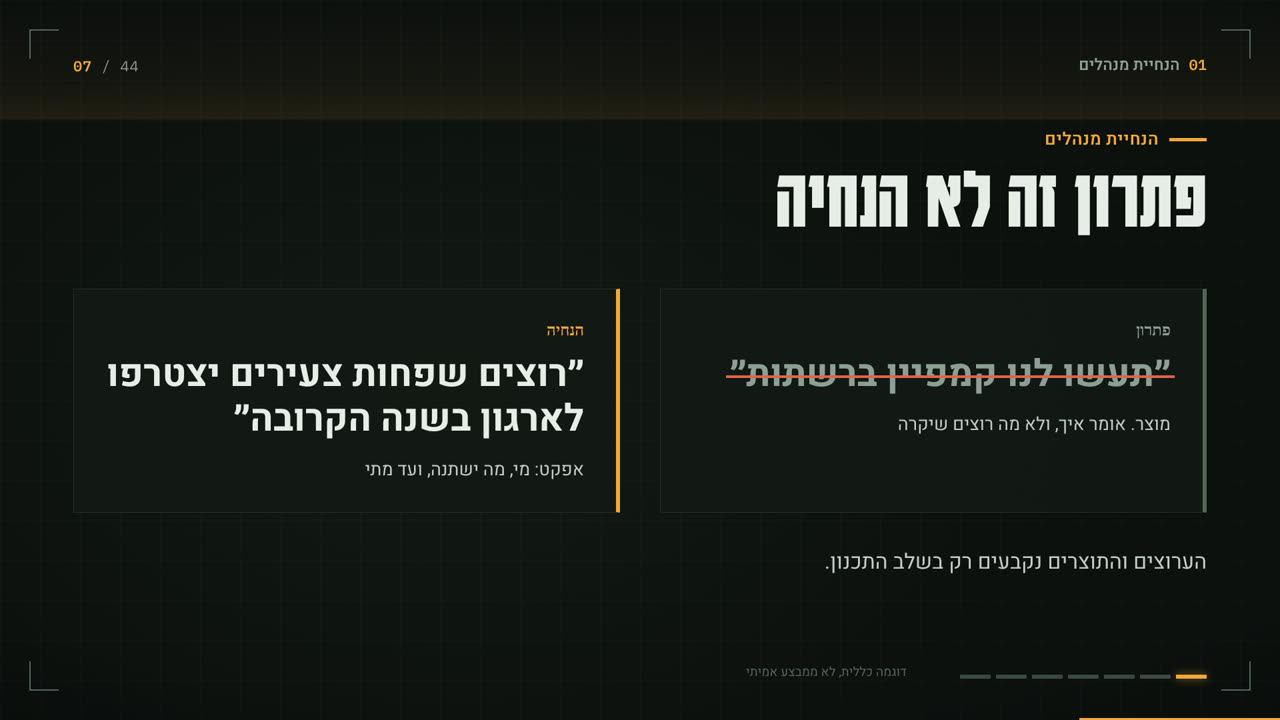 01 הנחיית מנהלים
07 / 44
הנחיית מנהלים
פתרון זה לא הנחיה
פתרון
”תעשו לנו קמפיין ברשתות”
מוצר. אומר איך, ולא מה רוצים שיקרה
הנחיה
”רוצים שפחות צעירים יצטרפו
לארגון בשנה הקרובה”
אפקט: מי, מה ישתנה, ועד מתי
הערוצים והתוצרים נקבעים רק בשלב התכנון.
דוגמה כללית, לא ממבצע אמיתי